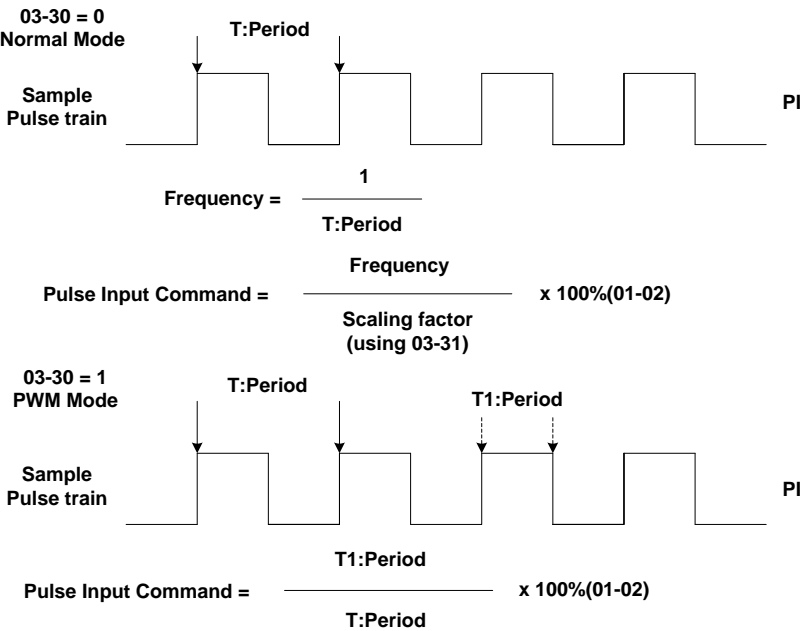 03-30 = 0
Normal Mode
T:Period
Sample
Pulse train
PI
Frequency =
1
T:Period
Pulse Input Command =
Frequency
Scaling factor
(using 03-31)
x 100%(01-02)
03-30 = 1
PWM Mode
T:Period
T1:Period
Sample
Pulse train
PI
Pulse Input Command =
T1:Period
T:Period
x 100%(01-02)